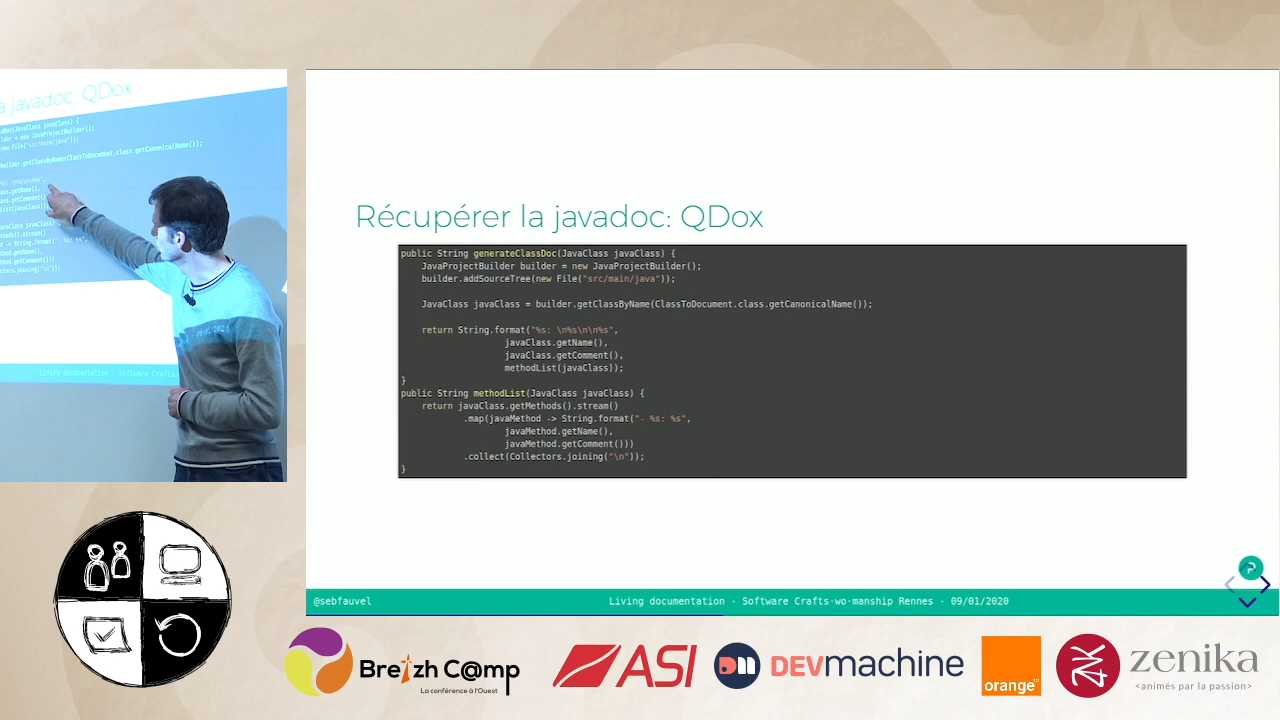 a javadoc: QDox
Récupérer la javadoc: QDox
public String generateClassDoc(JavaClass javaClass) {
    JavaProjectBuilder builder = new JavaProjectBuilder();
    builder.addSourceTree(new File("src/main/java"));
    JavaClass javaClass = builder.getClassByName(ClassToDocument.class.getCanonicalName());
    return String.format("%s: \n%s\n\n%s",
                    javaClass.getName(),
                    javaClass.getComment(),
                    methodList(javaClass));
}
public String methodList(JavaClass javaClass) {
    return javaClass.getMethods().stream()
            .map(javaMethod -> String.format("- %s: %s",
                    javaMethod.getName(),
                    javaMethod.getComment()))
            .collect(Collectors.joining("\n"));
}
@sebfauvel
Living documentation - Software Crafts·wo·manship Rennes - 09/01/2020
Breizh C@mp
La conférence à l'Ouest
ASI
DEVmachine
orange™
zenika
<animés par la passion>